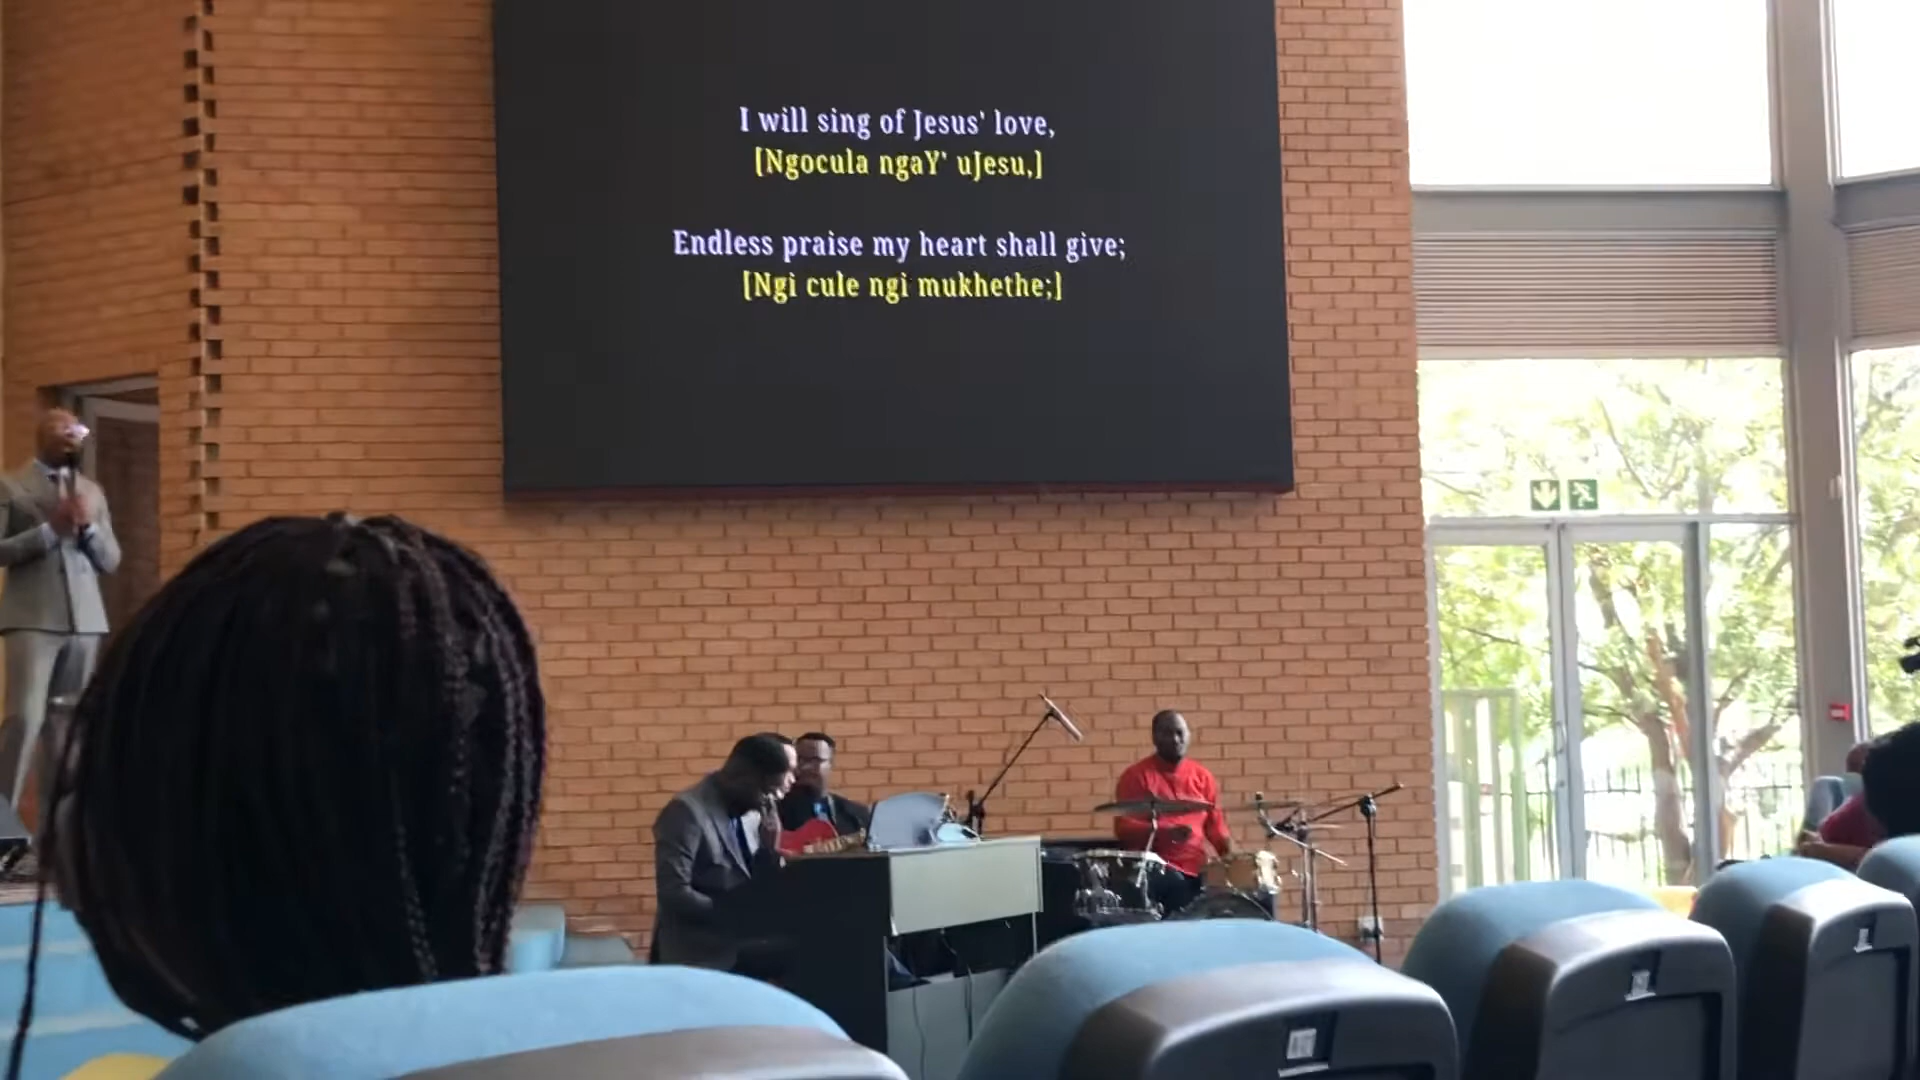 I will sing of Jesus' love,
[Ngocula ngaY' uJesu,]
Endless praise my heart shall give;
[Ngi cule ngi mukhethe;]